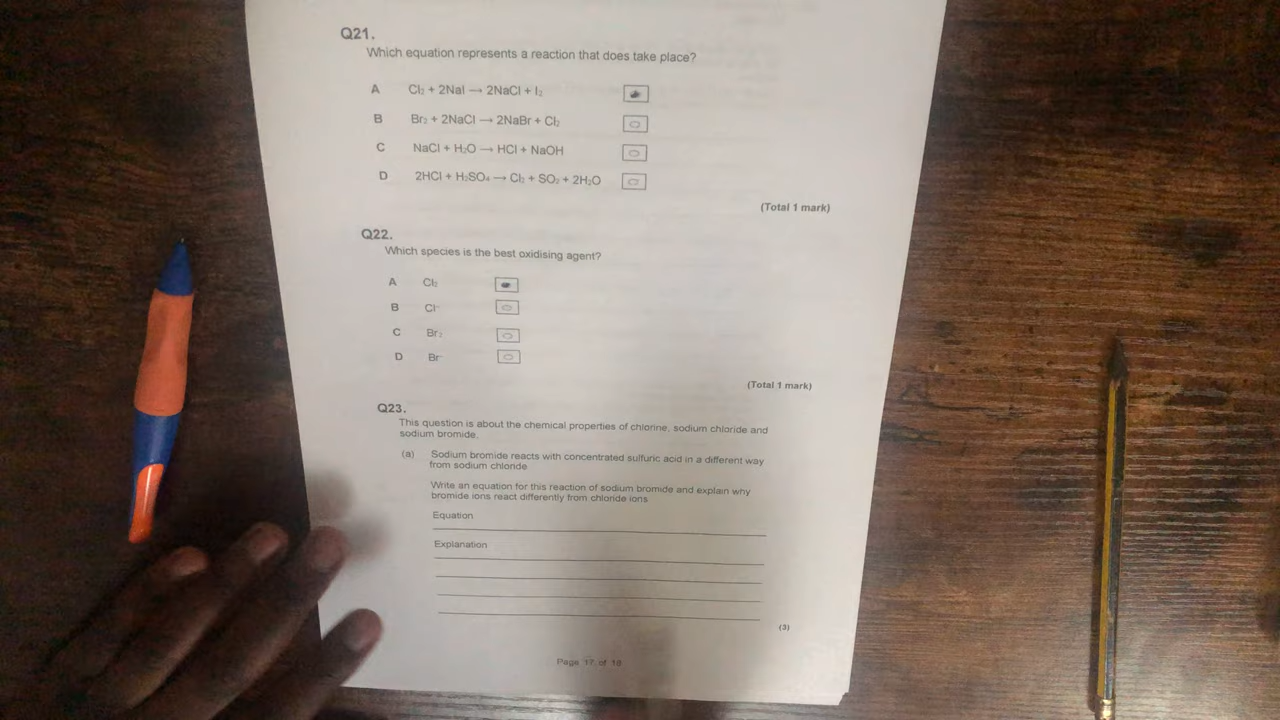 Q21.
Which equation represents a reaction that does take place?
A Cl₂ + 2NaI → 2NaCl + I₂
B Br₂ + 2NaCl → 2NaBr + Cl₂
C NaCl + H₂O → HCl + NaOH
D 2HCl + H₂SO₄ → Cl₂ + SO₂ + 2H₂O
(Total 1 mark)
Q22.
Which species is the best oxidising agent?
A Cl₂
B Cl⁻
C Br₂
D Br⁻
(Total 1 mark)
Q23.
This question is about the chemical properties of chlorine, sodium chloride and
sodium bromide.
(a) Sodium bromide reacts with concentrated sulfuric acid in a different way
from sodium chloride
Write an equation for this reaction of sodium bromide and explain why
bromide ions react differently from chloride ions
Equation
Explanation
(3)
Page 17 of 18